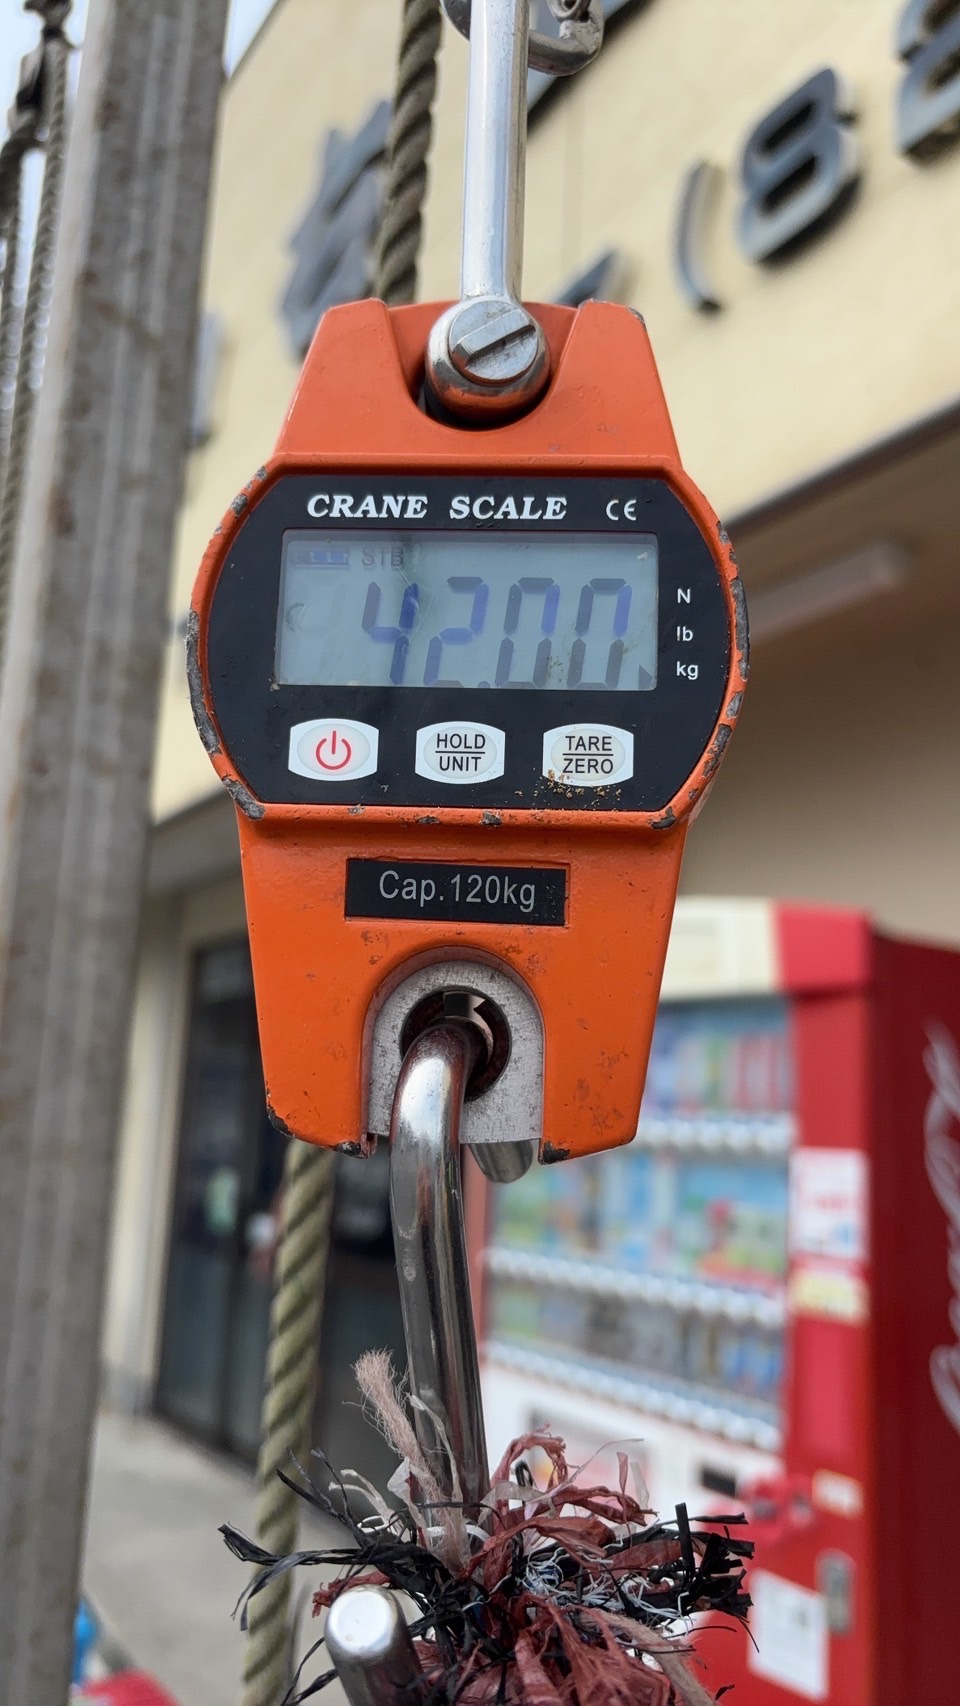 CRANE SCALE CE
STB
42.00
N
lb
kg
HOLD
UNIT
TARE
ZERO
Cap.120kg